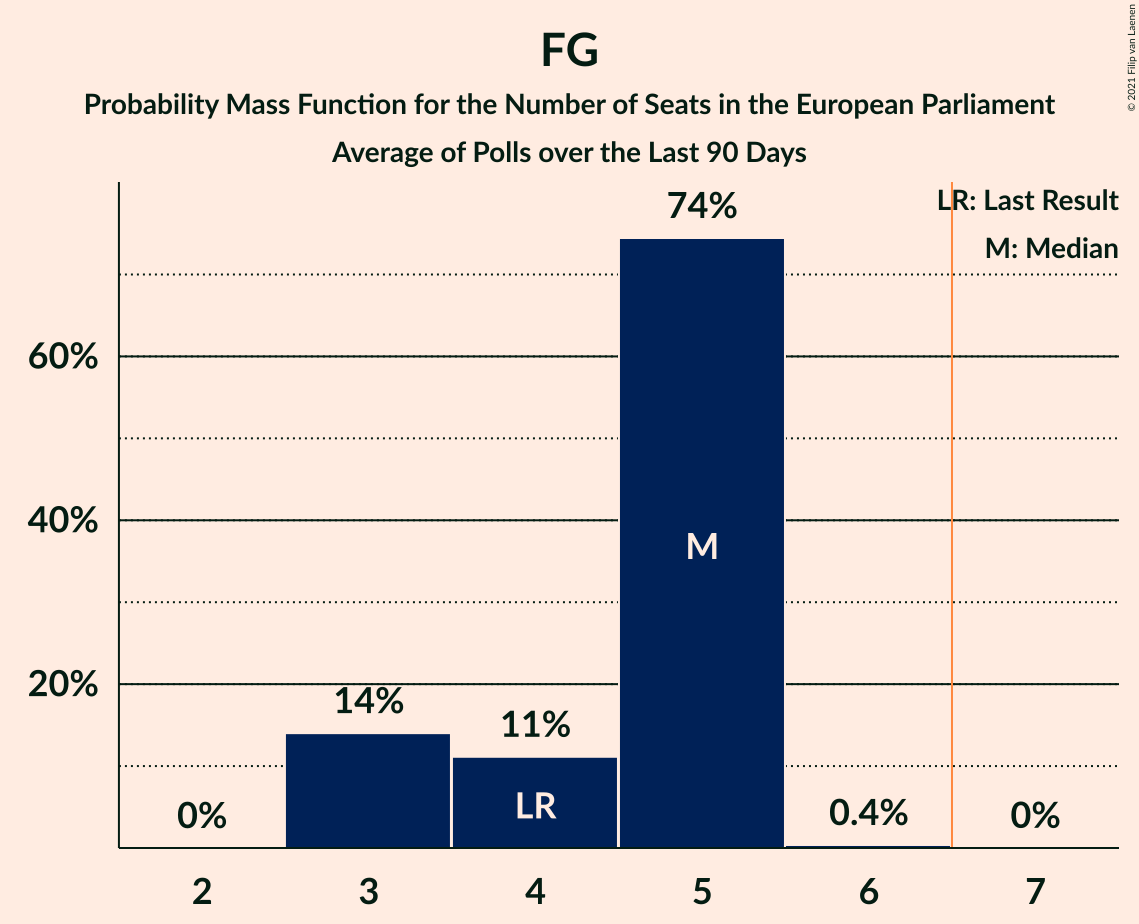 FG
Probability Mass Function for the Number of Seats in the European Parliament
Average of Polls over the Last 90 Days
© 2021 Filip van Laenen
LR: Last Result
M: Median
74%
60%
40%
20%
M
14%
11%
LR
0%
0.4%
0%
2 3 4 5 6 7